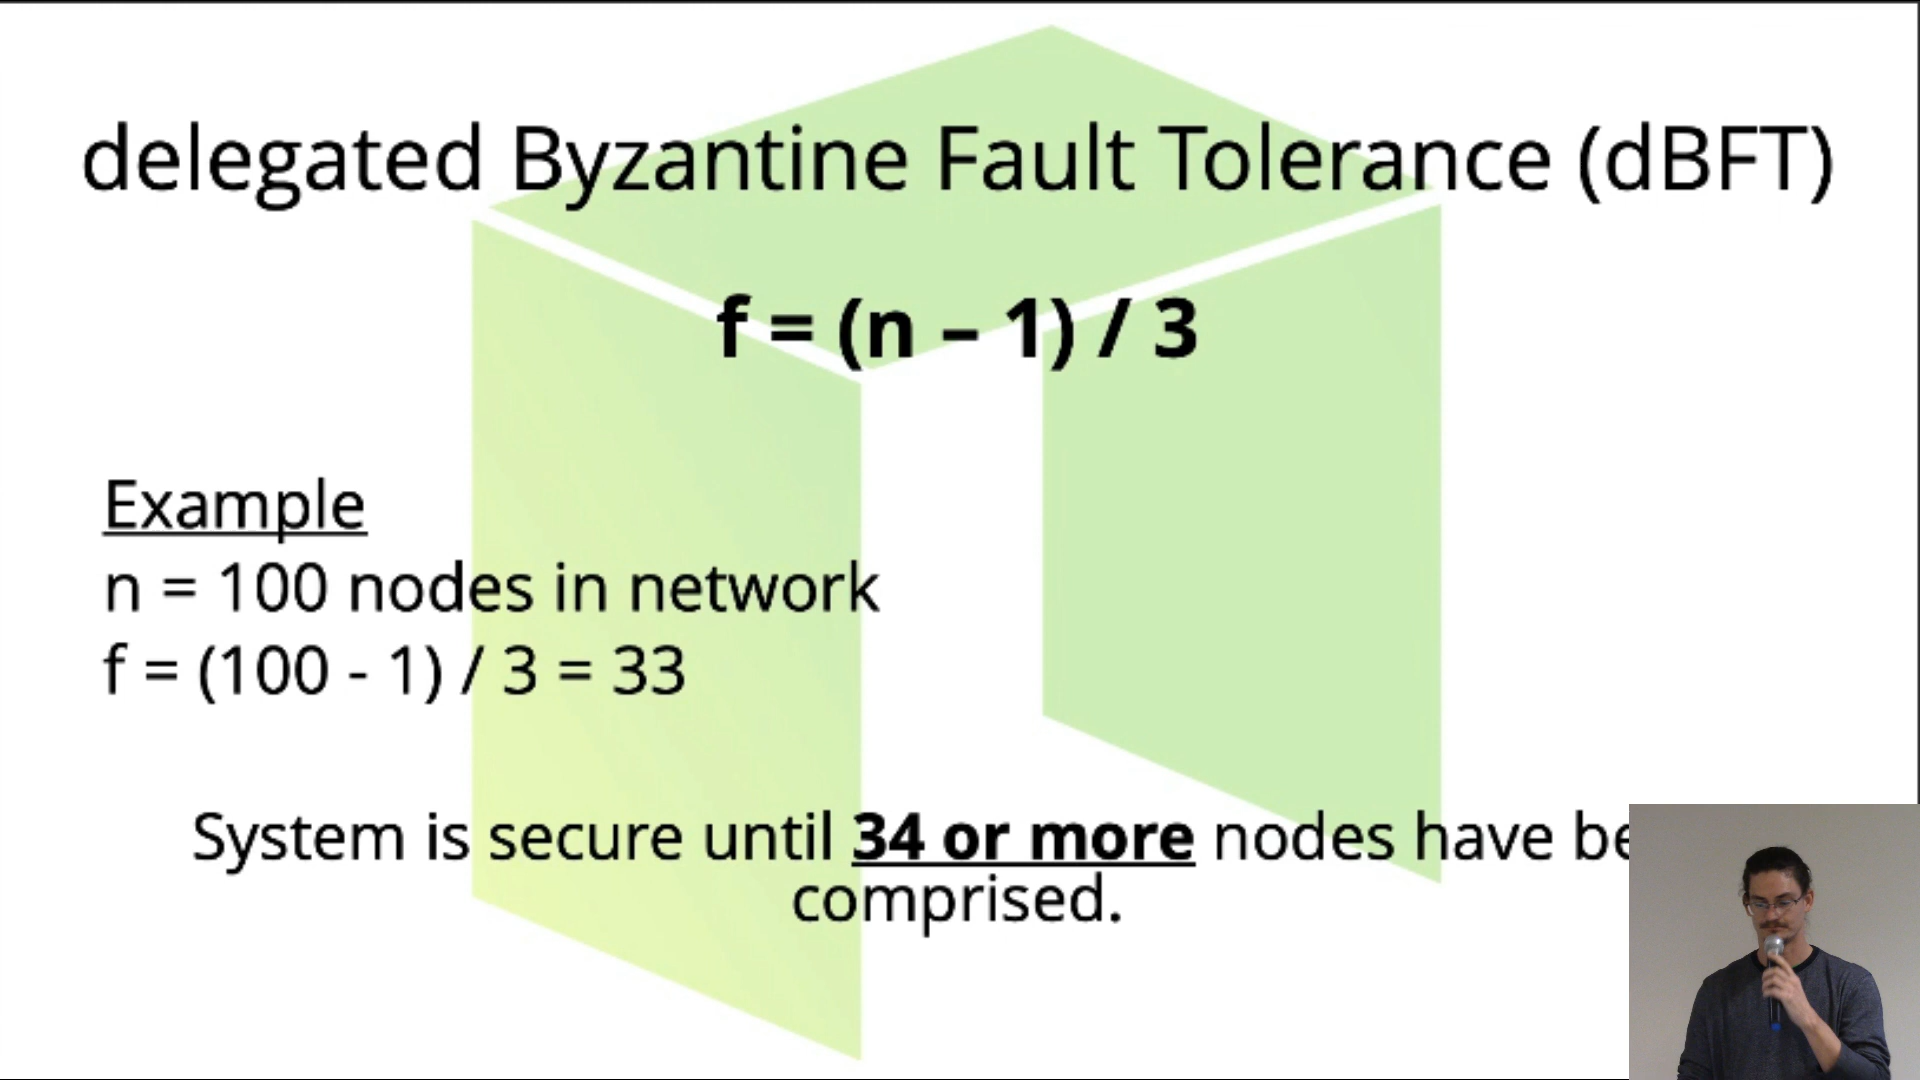 delegated Byzantine Fault Tolerance (dBFT)
f = (n – 1) / 3
Example
n = 100 nodes in network
f = (100 - 1) / 3 = 33
System is secure until 34 or more nodes have
comprised.